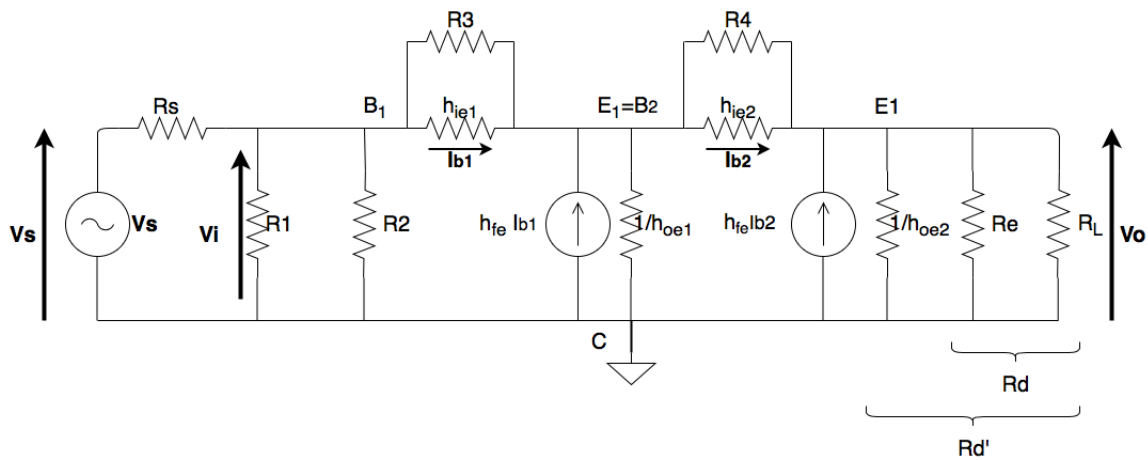 R3
R4
Rs
B1
hie1
E1=B2
hie2
E1
Ib1
Ib2
Vs
Vs
Vi
R1
R2
hfe Ib1
1/hoe1
hfeIb2
1/hoe2
Re
RL
Vo
C
Rd
Rd'